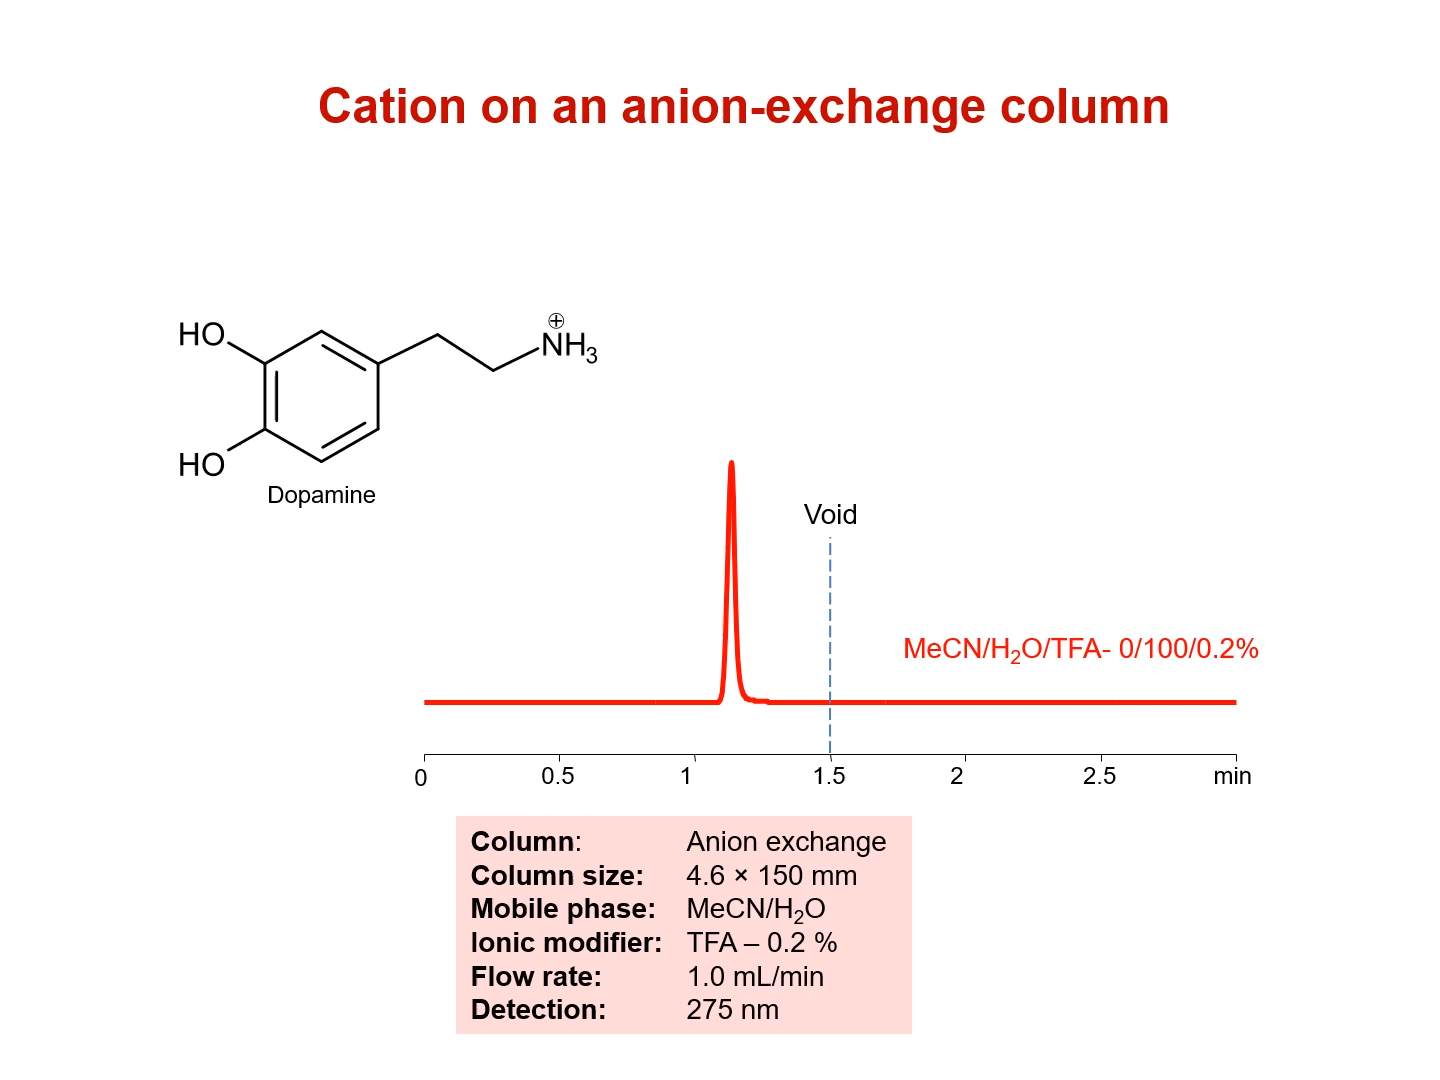 Cation on an anion-exchange column
HO
⊕
NH3
HO
Dopamine
Void
MeCN/H2O/TFA- 0/100/0.2%
0 0.5 1 1.5 2 2.5 min
Column: Anion exchange
Column size: 4.6 × 150 mm
Mobile phase: MeCN/H2O
Ionic modifier: TFA – 0.2 %
Flow rate: 1.0 mL/min
Detection: 275 nm